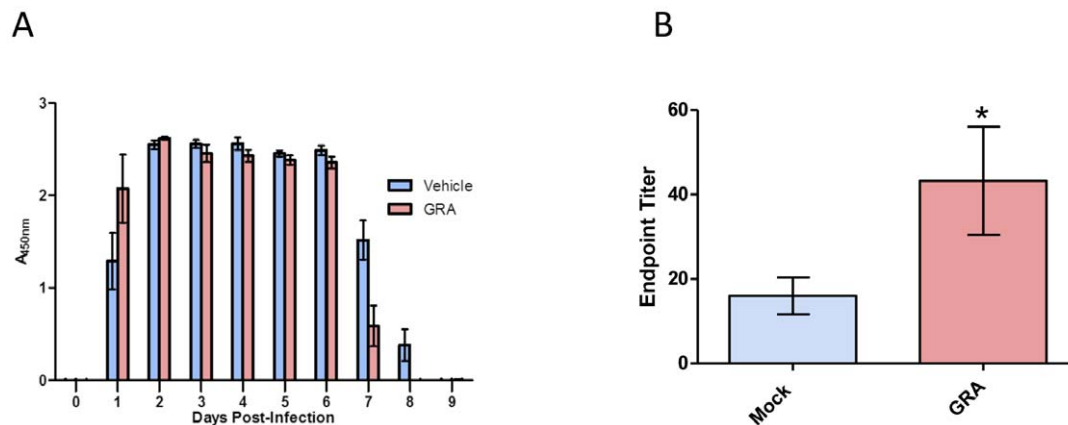 A
3
2
1
0
A450nm
0 1 2 3 4 5 6 7 8 9
Days Post-Infection
Vehicle
GRA
B
60
40
20
0
Endpoint Titer
*
Mock
GRA